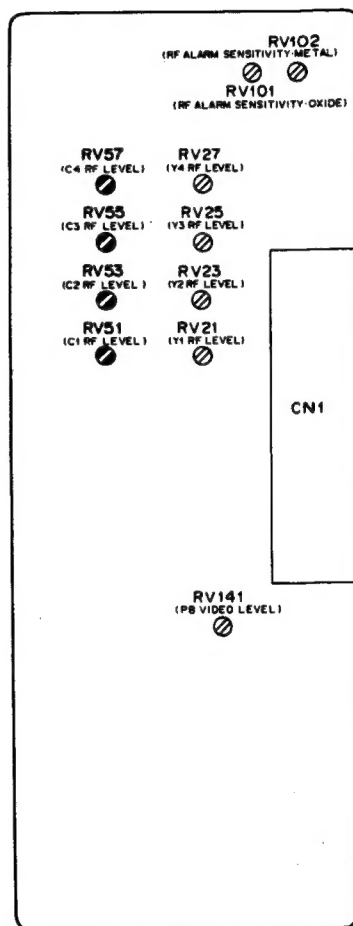 RV102
(RF ALARM SENSITIVITY-METAL)
RV101
(RF ALARM SENSITIVITY-OXIDE)
RV57 RV27
(C4 RF LEVEL) (Y4 RF LEVEL)
RV55 RV25
(C3 RF LEVEL) (Y3 RF LEVEL)
RV53 RV23
(C2 RF LEVEL) (Y2 RF LEVEL)
RV51 RV21
(C1 RF LEVEL) (Y1 RF LEVEL)
CN1
RV141
(PB VIDEO LEVEL)